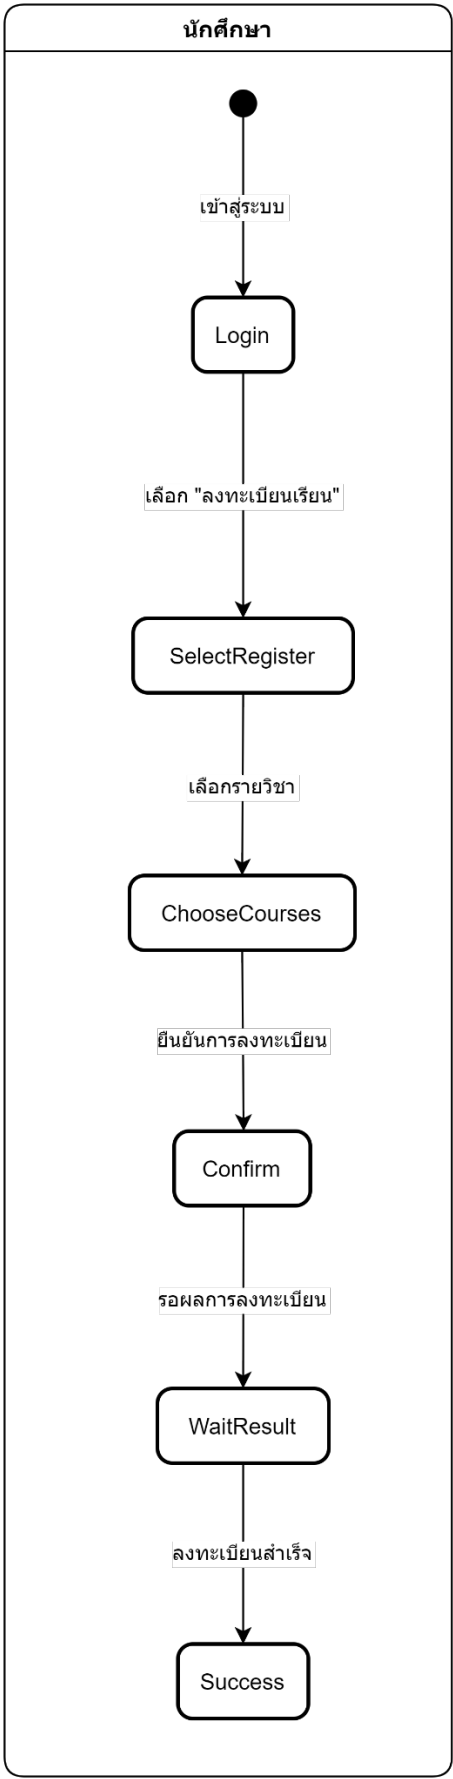 นักศึกษา
เข้าสู่ระบบ
Login
เลือก "ลงทะเบียนเรียน"
SelectRegister
เลือกรายวิชา
ChooseCourses
ยืนยันการลงทะเบียน
Confirm
รอผลการลงทะเบียน
WaitResult
ลงทะเบียนสำเร็จ
Success